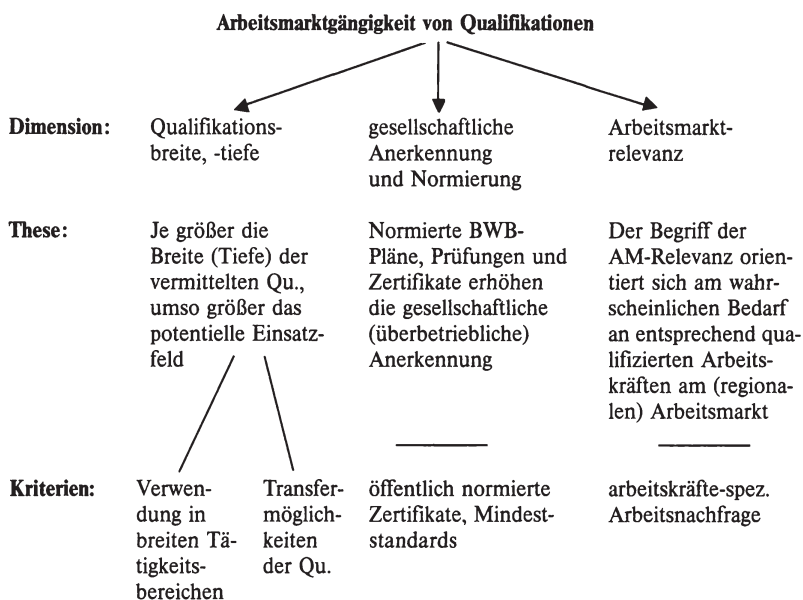 Arbeitsmarktgängigkeit von Qualifikationen
Dimension:
Qualifikations-
breite, -tiefe
gesellschaftliche
Anerkennung
und Normierung
Arbeitsmarkt-
relevanz
These:
Je größer die
Breite (Tiefe) der
vermittelten Qu.,
umso größer das
potentielle Einsatz-
feld
Normierte BWB-
Pläne, Prüfungen und
Zertifikate erhöhen
die gesellschaftliche
(überbetriebliche)
Anerkennung
Der Begriff der
AM-Relevanz orien-
tiert sich am wahr-
scheinlichen Bedarf
an entsprechend qua-
lifizierten Arbeits-
kräften am (regiona-
len) Arbeitsmarkt
Kriterien:
Verwen-
dung in
breiten Tä-
tigkeits-
bereichen
Transfer-
möglich-
keiten
der Qu.
öffentlich normierte
Zertifikate, Mindest-
standards
arbeitskräfte-spez.
Arbeitsnachfrage